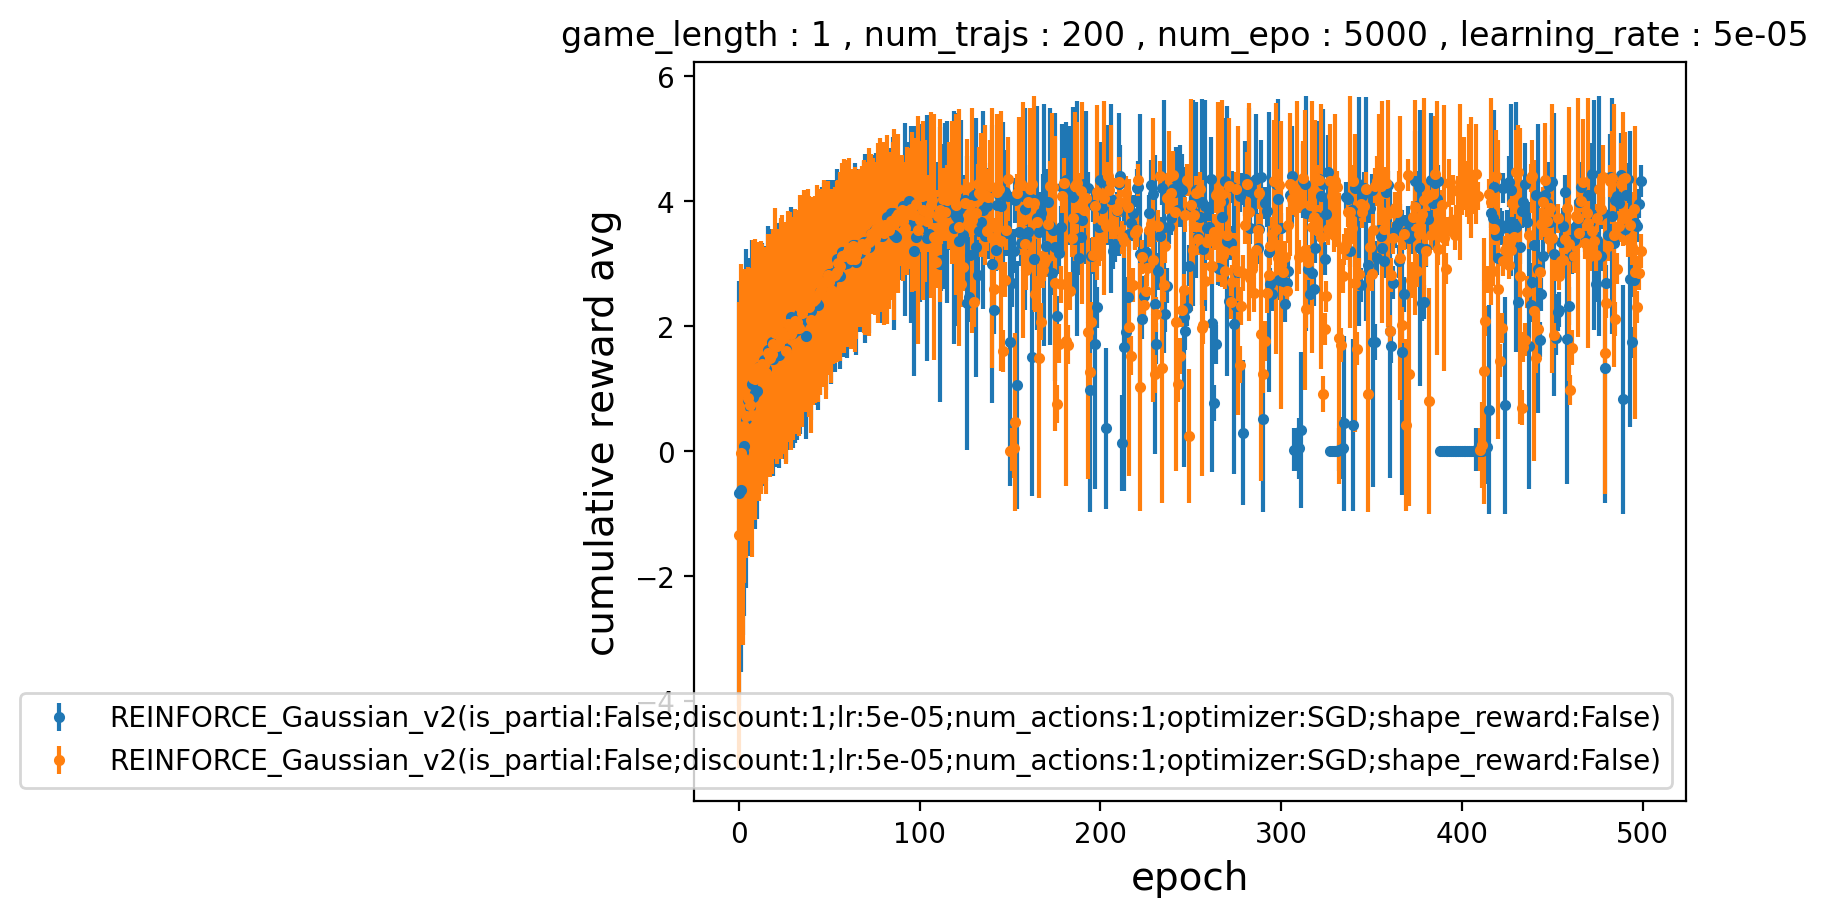 game_length : 1 , num_trajs : 200 , num_epo : 5000 , learning_rate : 5e-05
cumulative reward avg
6
4
2
0
−2
−4
REINFORCE_Gaussian_v2(is_partial:False;discount:1;lr:5e-05;num_actions:1;optimizer:SGD;shape_reward:False)
REINFORCE_Gaussian_v2(is_partial:False;discount:1;lr:5e-05;num_actions:1;optimizer:SGD;shape_reward:False)
0 100 200 300 400 500
epoch